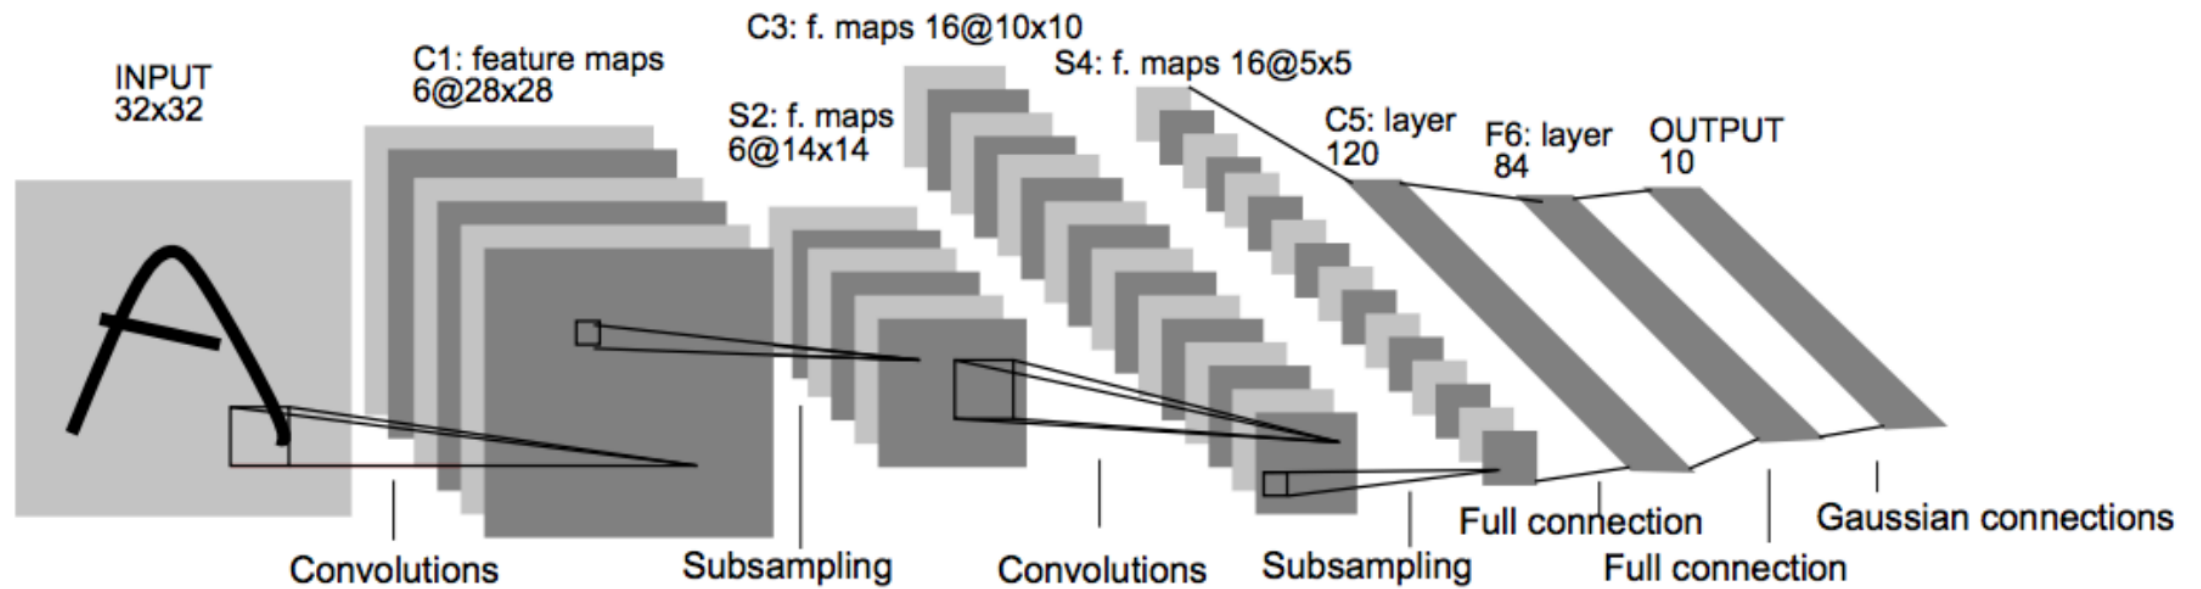 INPUT
32x32
C1: feature maps
6@28x28
S2: f. maps
6@14x14
C3: f. maps 16@10x10
S4: f. maps 16@5x5
C5: layer
120
F6: layer
84
OUTPUT
10
Convolutions
Subsampling
Convolutions
Subsampling
Full connection
Full connection
Gaussian connections
A